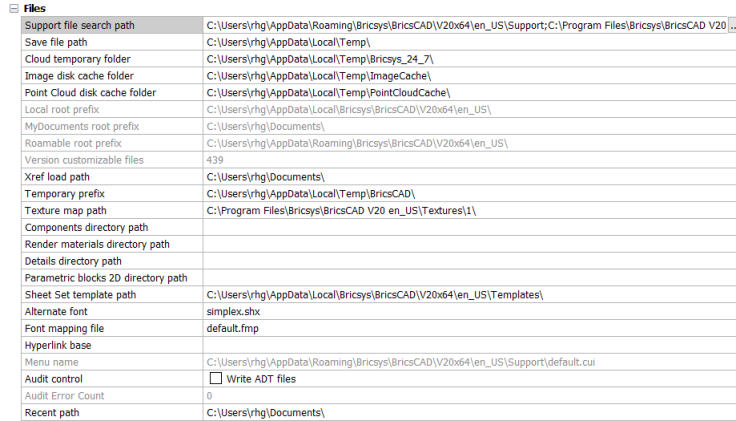 Files
Support file search path C:\Users\rhg\AppData\Roaming\Bricsys\BricsCAD\V20x64\en_US\Support;C:\Program Files\Bricsys\BricsCAD V20 ...
Save file path C:\Users\rhg\AppData\Local\Temp\
Cloud temporary folder C:\Users\rhg\AppData\Local\Temp\Bricsys_24_7\
Image disk cache folder C:\Users\rhg\AppData\Local\Temp\ImageCache\
Point Cloud disk cache folder C:\Users\rhg\AppData\Local\Temp\PointCloudCache\
Local root prefix C:\Users\rhg\AppData\Local\Bricsys\BricsCAD\V20x64\en_US\
MyDocuments root prefix C:\Users\rhg\Documents\
Roamable root prefix C:\Users\rhg\AppData\Roaming\Bricsys\BricsCAD\V20x64\en_US\
Version customizable files 439
Xref load path C:\Users\rhg\Documents\
Temporary prefix C:\Users\rhg\AppData\Local\Temp\BricsCAD\
Texture map path C:\Program Files\Bricsys\BricsCAD V20 en_US\Textures\1\
Components directory path
Render materials directory path
Details directory path
Parametric blocks 2D directory path
Sheet Set template path C:\Users\rhg\AppData\Local\Bricsys\BricsCAD\V20x64\en_US\Templates\
Alternate font simplex.shx
Font mapping file default.fmp
Hyperlink base
Menu name C:\Users\rhg\AppData\Roaming\Bricsys\BricsCAD\V20x64\en_US\Support\default.cui
Audit control Write ADT files
Audit Error Count 0
Recent path C:\Users\rhg\Documents\